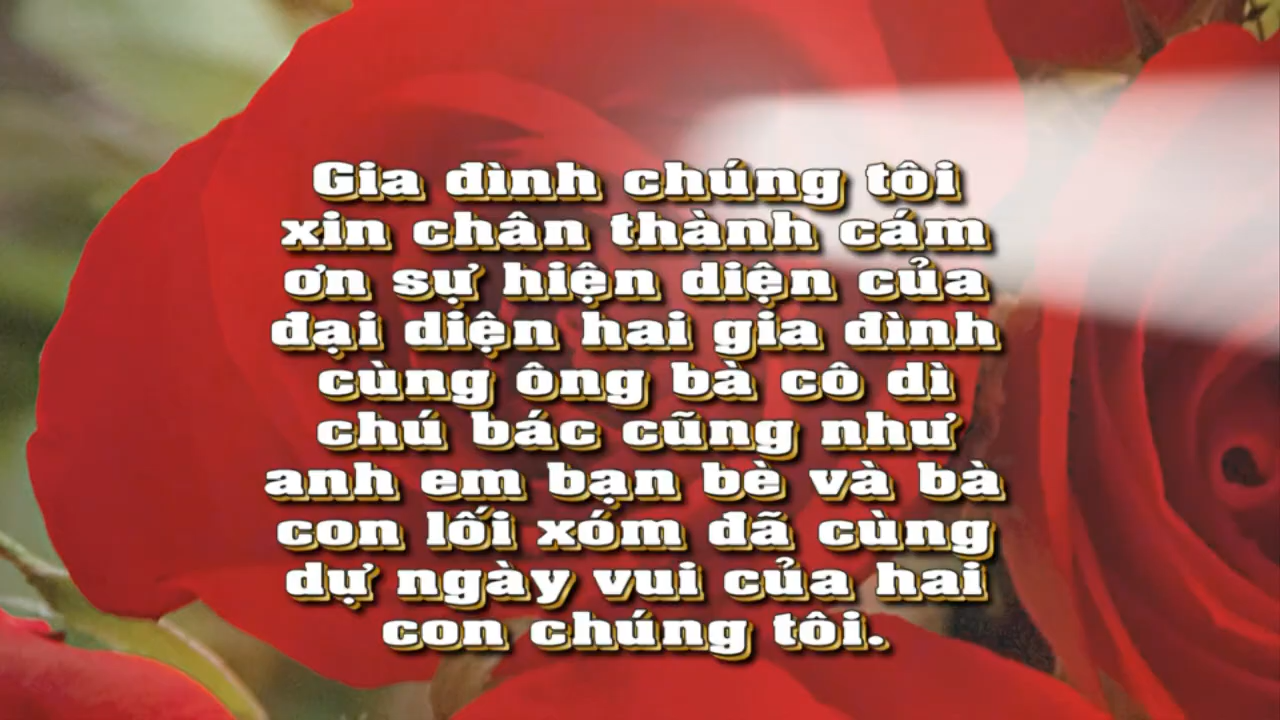 Gia đình chúng tôi
xin chân thành cám
ơn sự hiện diện của
đại diện hai gia đình
cùng ông bà cô dì
chú bác cũng như
anh em bạn bè và bà
con lối xóm đã cùng
dự ngày vui của hai
con chúng tôi.